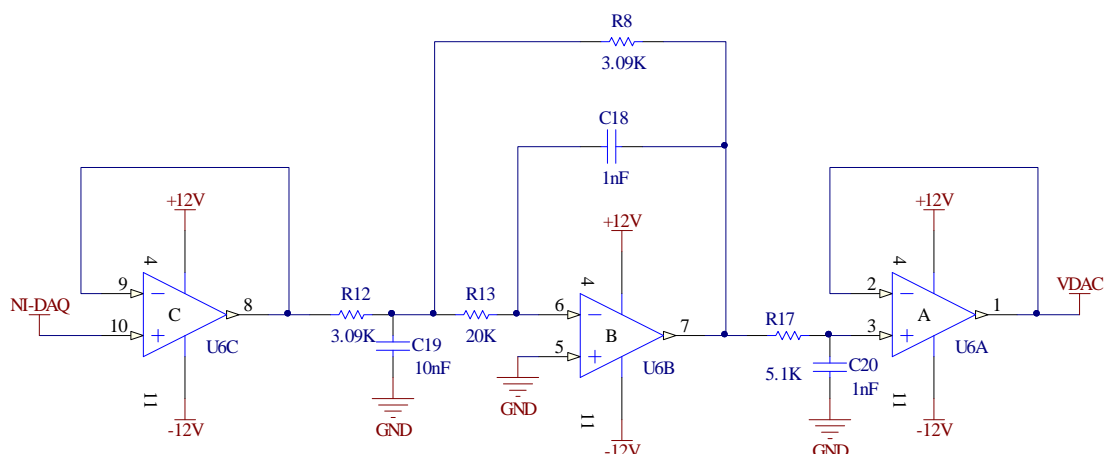 R8
3.09K
C18
1nF
+12V
+12V
+12V
4
4
4
9
2
NI-DAQ
C
8
R12
R13
6
7
R17
A
1
VDAC
10
B
3
U6C
3.09K
C19
20K
5
U6B
5.1K
C20
U6A
10nF
1nF
GND
11
11
11
-12V
GND
-12V
GND
-12V